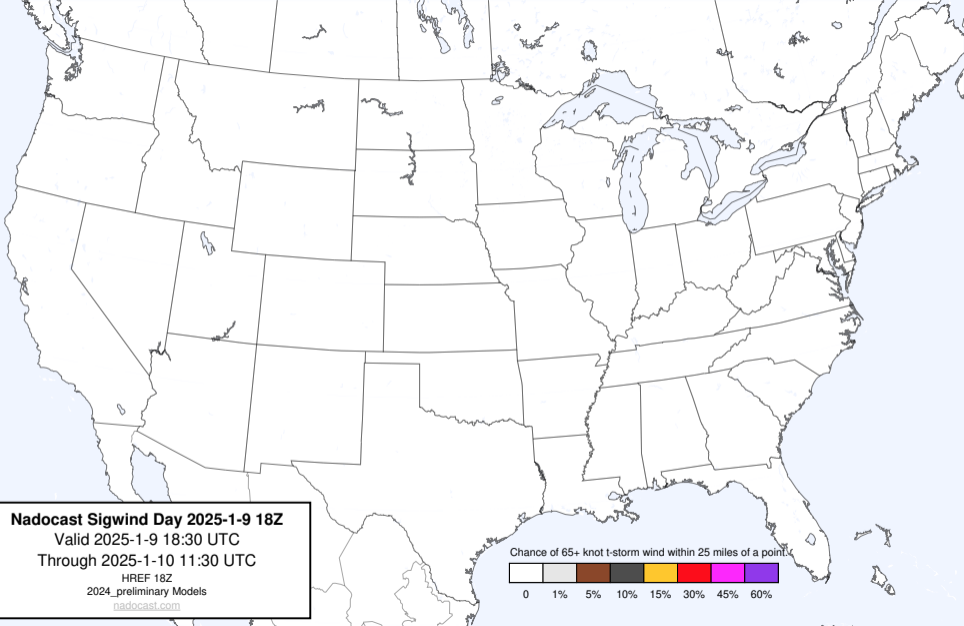 Nadocast Sigwind Day 2025-1-9 18Z
Valid 2025-1-9 18:30 UTC
Through 2025-1-10 11:30 UTC
HREF 18Z
2024_preliminary Models
nadocast.com
Chance of 65+ knot t-storm wind within 25 miles of a point.
0 1% 5% 10% 15% 30% 45% 60%